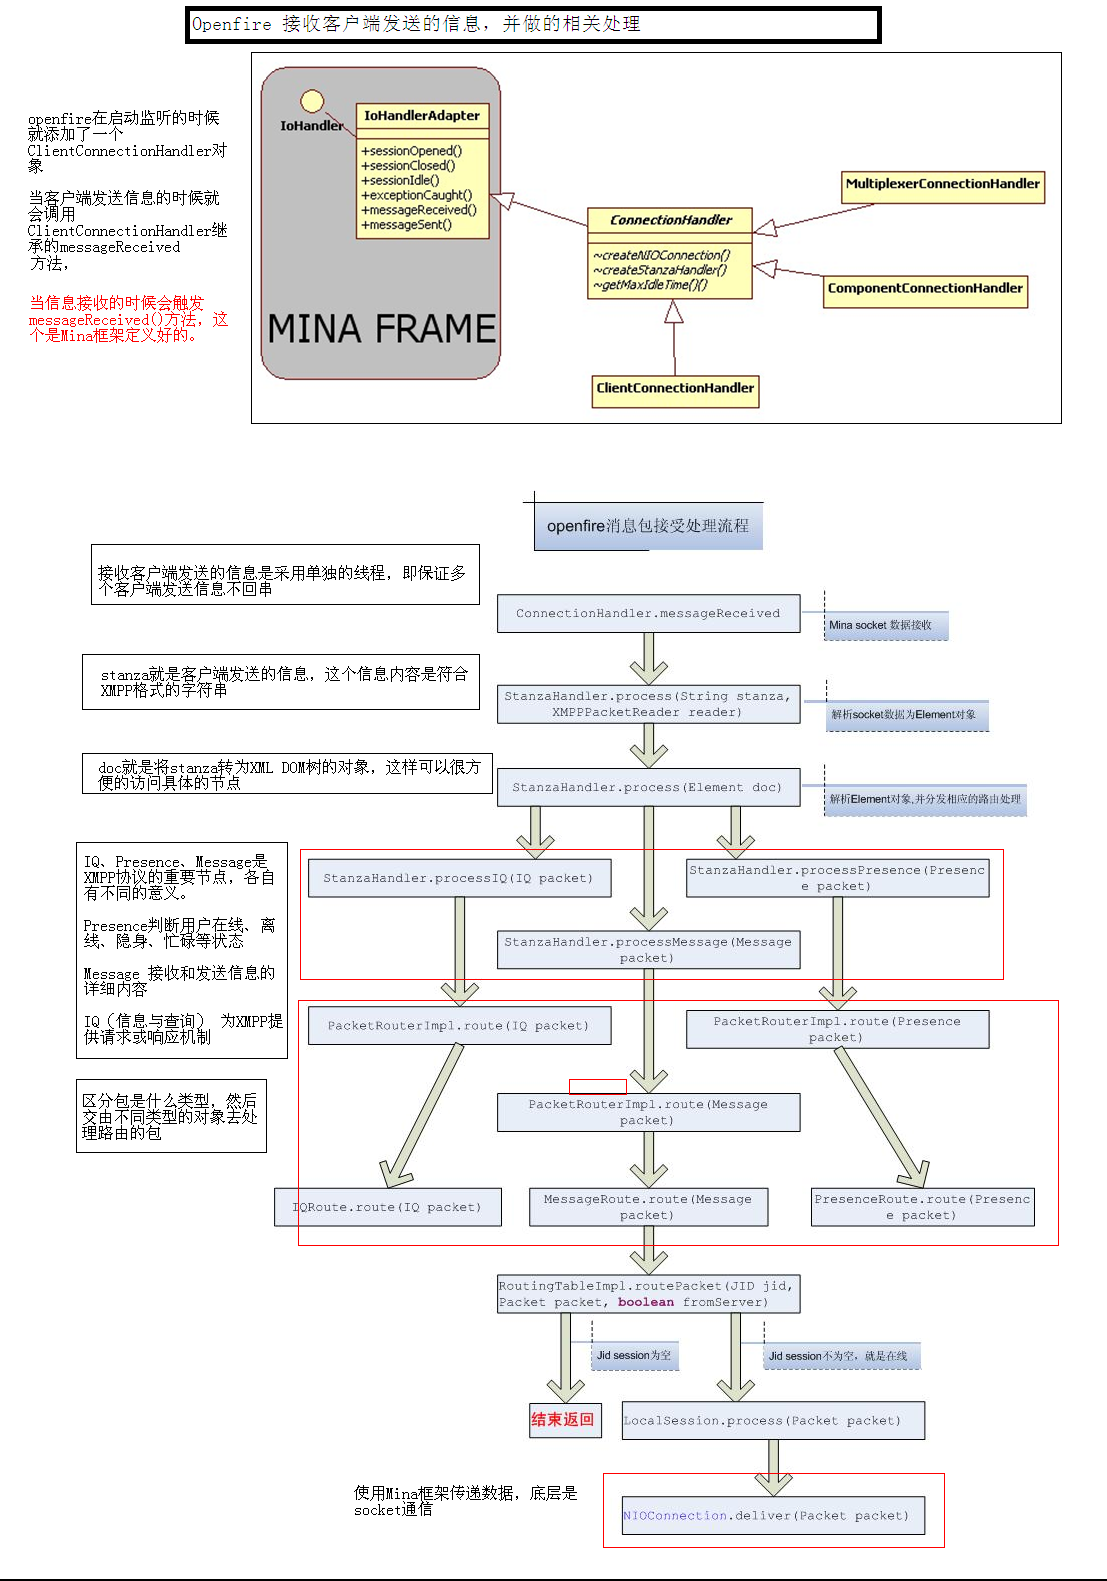 Openfire 接收客户端发送的信息，并做的相关处理
openfire在启动监听的时候
就添加了一个
ClientConnectionHandler对
象
当客户端发送信息的时候就
会调用
ClientConnectionHandler继
承的messageReceived
方法，
当信息接收的时候会触发
messageReceived()方法，这
个是Mina框架定义好的。
IoHandler
IoHandlerAdapter
+sessionOpened()
+sessionClosed()
+sessionIdle()
+exceptionCaught()
+messageReceived()
+messageSent()
MINA FRAME
ConnectionHandler
~createNIOConnection()
~createStanzaHandler()
~getMaxIdleTime()()
MultiplexerConnectionHandler
ComponentConnectionHandler
ClientConnectionHandler
openfire消息包接受处理流程
接收客户端发送的信息是采用单独的线程，即保证多
个客户端发送信息不回串
ConnectionHandler.messageReceived
Mina socket 数据接收
stanza就是客户端发送的信息，这个信息内容是符合
XMPP格式的字符串
StanzaHandler.process(String stanza,
XMPPPacketReader reader)
解析socket数据为Element对象
doc就是将stanza转为XML DOM树的对象，这样可以很方
便的访问具体的节点
StanzaHandler.process(Element doc)
解析Element对象,并分发相应的路由处理
IQ、Presence、Message是
XMPP协议的重要节点，各自
有不同的意义。
Presence判断用户在线、离
线、隐身、忙碌等状态
Message 接收和发送信息的
详细内容
IQ（信息与查询） 为XMPP提
供请求或响应机制
StanzaHandler.processIQ(IQ packet)
StanzaHandler.processPresence(Presenc
e packet)
StanzaHandler.processMessage(Message
packet)
PacketRouterImpl.route(IQ packet)
PacketRouterImpl.route(Presence
packet)
区分包是什么类型，然后
交由不同类型的对象去处
理路由的包
PacketRouterImpl.route(Message
packet)
IQRoute.route(IQ packet)
MessageRoute.route(Message
packet)
PresenceRoute.route(Presenc
e packet)
RoutingTableImpl.routePacket(JID jid,
Packet packet, boolean fromServer)
Jid session为空
Jid session不为空，就是在线
结束返回
LocalSession.process(Packet packet)
使用Mina框架传递数据，底层是
socket通信
NIOConnection.deliver(Packet packet)